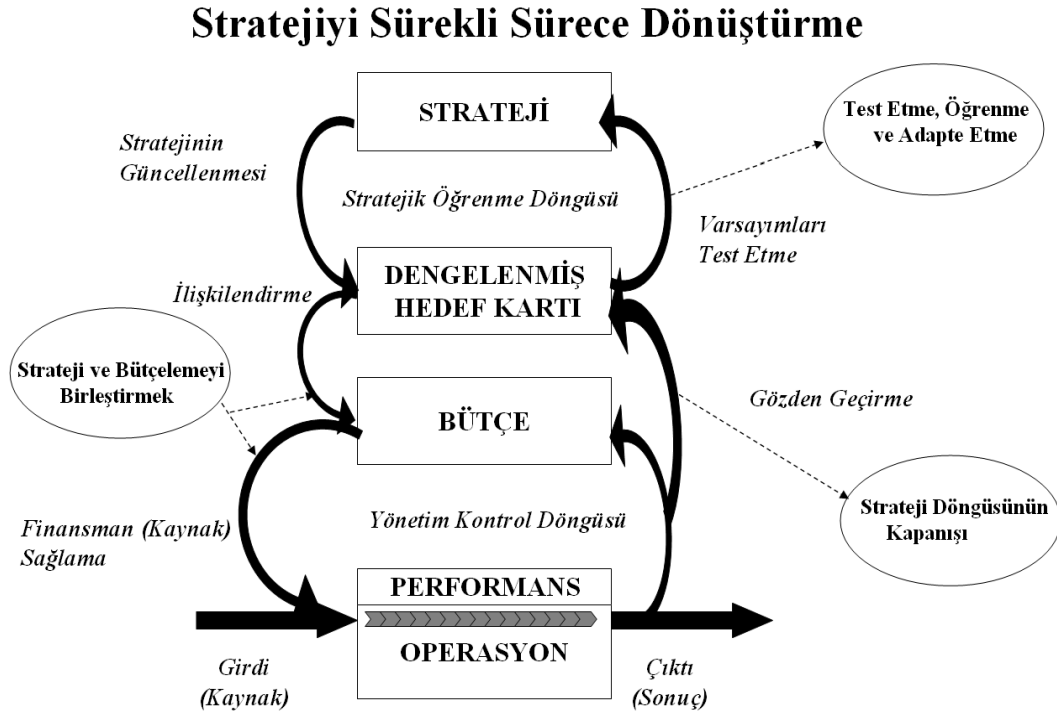 Stratejiyi Sürekli Sürece Dönüştürme
STRATEJİ
Test Etme, Öğrenme
ve Adapte Etme
Stratejinin
Güncellenmesi
Stratejik Öğrenme Döngüsü
Varsayımları
Test Etme
DENGELENMİŞ
HEDEF KARTI
İlişkilendirme
Strateji ve Bütçelemeyi
Birleştirmek
BÜTÇE
Gözden Geçirme
Finansman (Kaynak)
Sağlama
Yönetim Kontrol Döngüsü
Strateji Döngüsünün
Kapanışı
PERFORMANS
OPERASYON
Girdi
(Kaynak)
Çıktı
(Sonuç)